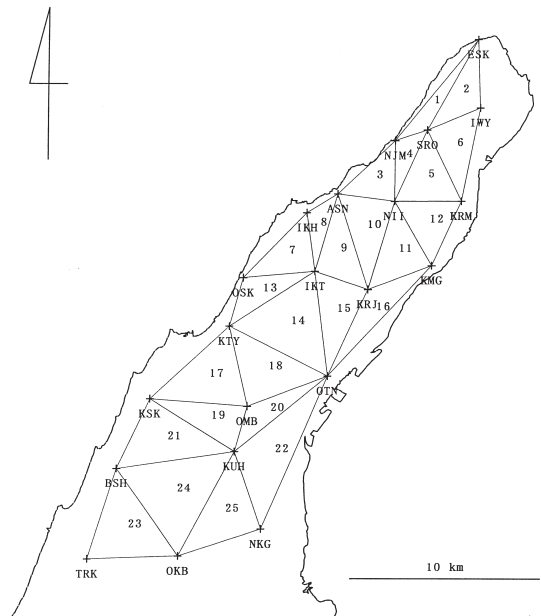 ESK
2
1
IWY
SRO
NJM 4
6
3
5
ASN
NII
KRM
IKH 8
10
12
7
9
11
OSK
13
IKT
KRJ
KMG
15
16
14
KTY
17
18
OTN
KSK
19
OMB
20
21
KUH
22
BSH
24
23
25
NKG
TRK
OKB
10 km